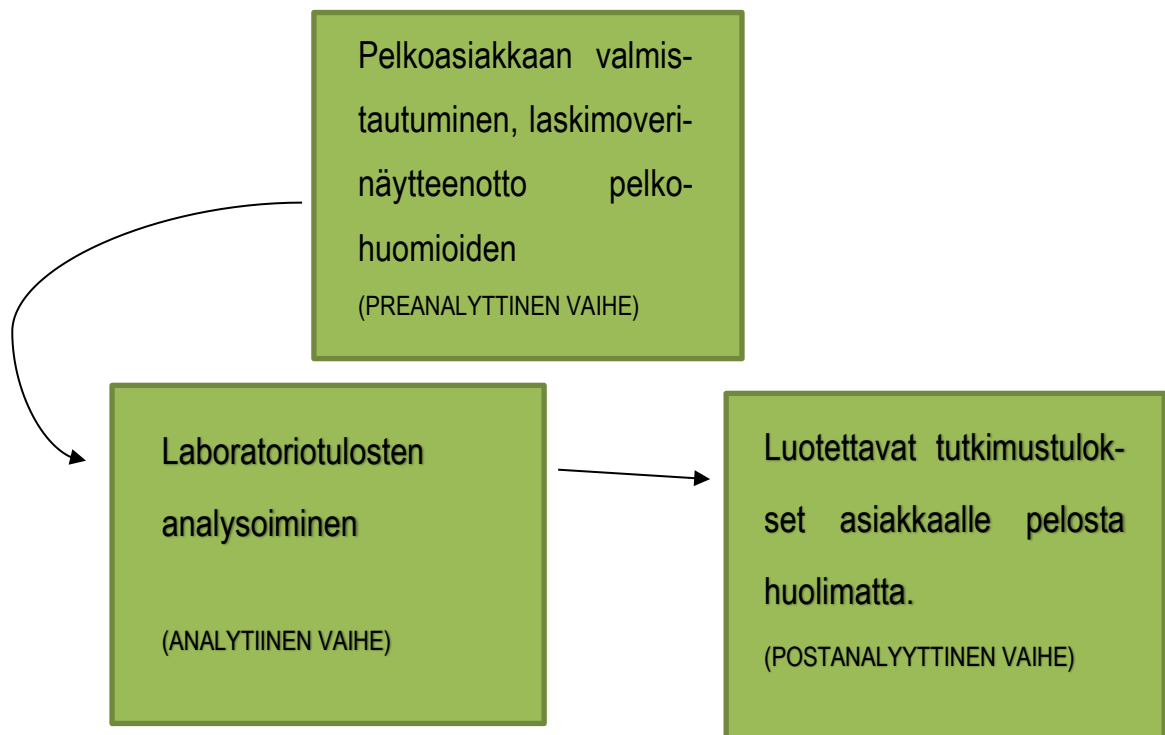 Pelkoasiakkaan valmis-
tautuminen, laskimoveri-
näytteenotto pelko-
huomioiden
(PREANALYTTINEN VAIHE)
Laboratoriotulosten
analysoiminen
(ANALYTIINEN VAIHE)
Luotettavat tutkimustulok-
set asiakkaalle pelosta
huolimatta.
(POSTANALYYTTINEN VAIHE)